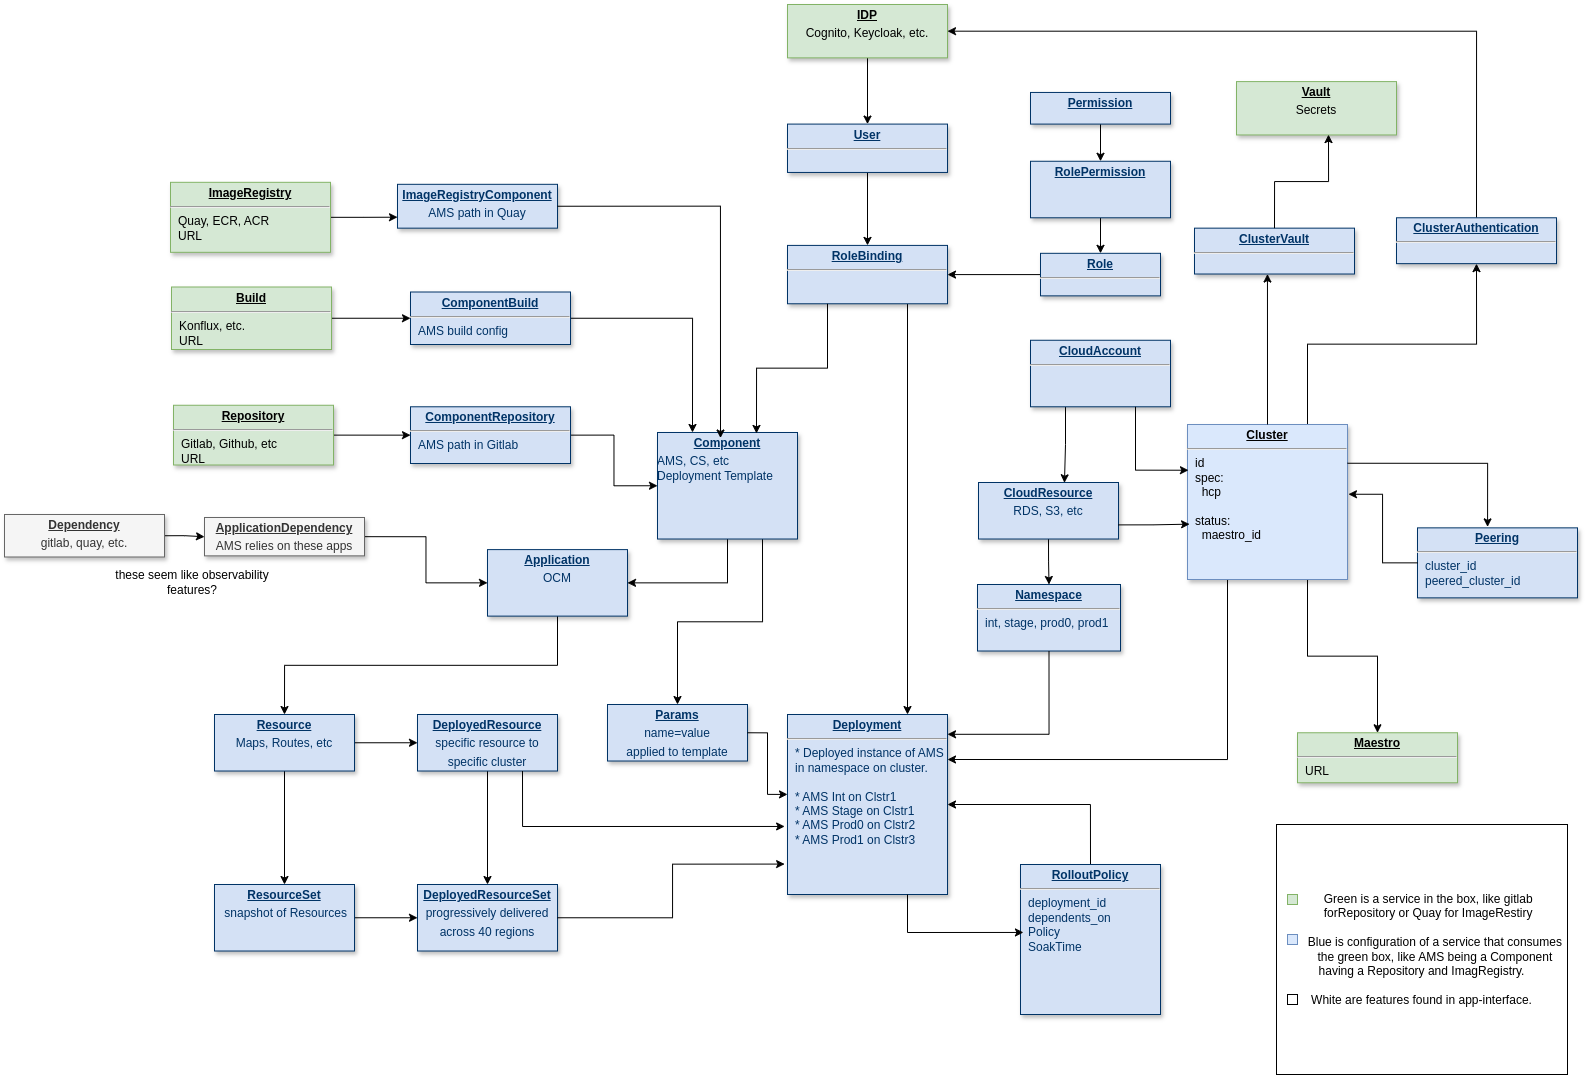 IDP
Cognito, Keycloak, etc.
Vault
Secrets
Permission
User
RolePermission
ImageRegistry
Quay, ECR, ACR
URL
ImageRegistryComponent
AMS path in Quay
ClusterVault
ClusterAuthentication
RoleBinding
Role
Build
Konflux, etc.
URL
ComponentBuild
AMS build config
CloudAccount
Repository
Gitlab, Github, etc
URL
ComponentRepository
AMS path in Gitlab
Component
AMS, CS, etc
Deployment Template
Cluster
id
spec:
hcp
status:
maestro_id
CloudResource
RDS, S3, etc
Dependency
gitlab, quay, etc.
ApplicationDependency
AMS relies on these apps
these seem like observability
features?
Application
OCM
Peering
cluster_id
peered_cluster_id
Namespace
int, stage, prod0, prod1
Resource
Maps, Routes, etc
DeployedResource
specific resource to
specific cluster
Params
name=value
applied to template
Deployment
* Deployed instance of AMS
in namespace on cluster.
* AMS Int on Clstr1
* AMS Stage on Clstr1
* AMS Prod0 on Clstr2
* AMS Prod1 on Clstr3
Maestro
URL
ResourceSet
snapshot of Resources
DeployedResourceSet
progressively delivered
across 40 regions
RolloutPolicy
deployment_id
dependents_on
Policy
SoakTime
Green is a service in the box, like gitlab
forRepository or Quay for ImageRestiry
Blue is configuration of a service that consumes
the green box, like AMS being a Component
having a Repository and ImagRegistry.
White are features found in app-interface.